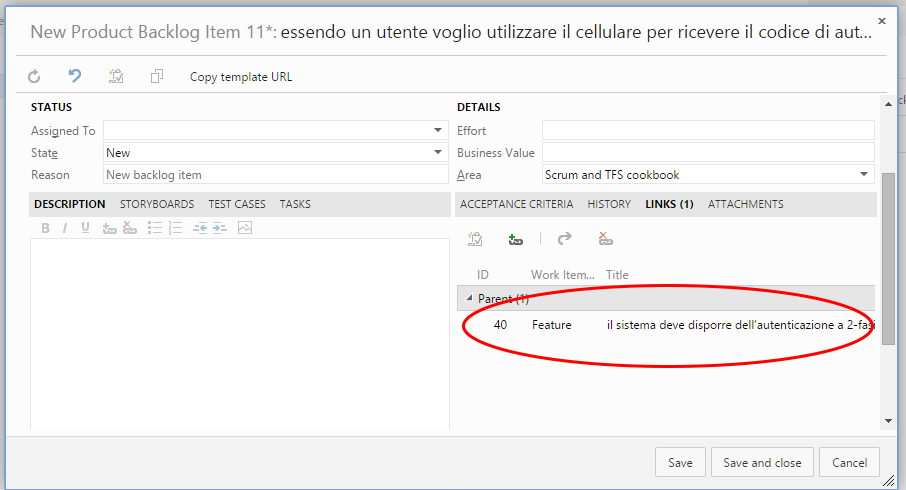 New Product Backlog Item 11*: essendo un utente voglio utilizzare il cellulare per ricevere il codice di aut...
Copy template URL
STATUS
Assigned To
State New
Reason New backlog item
DETAILS
Effort
Business Value
Area Scrum and TFS cookbook
DESCRIPTION STORYBOARDS TEST CASES TASKS
B I U
ACCEPTANCE CRITERIA HISTORY LINKS (1) ATTACHMENTS
ID Work Item... Title
Parent (1)
40 Feature il sistema deve disporre dell'autenticazione a 2-fasi
Save Save and close Cancel